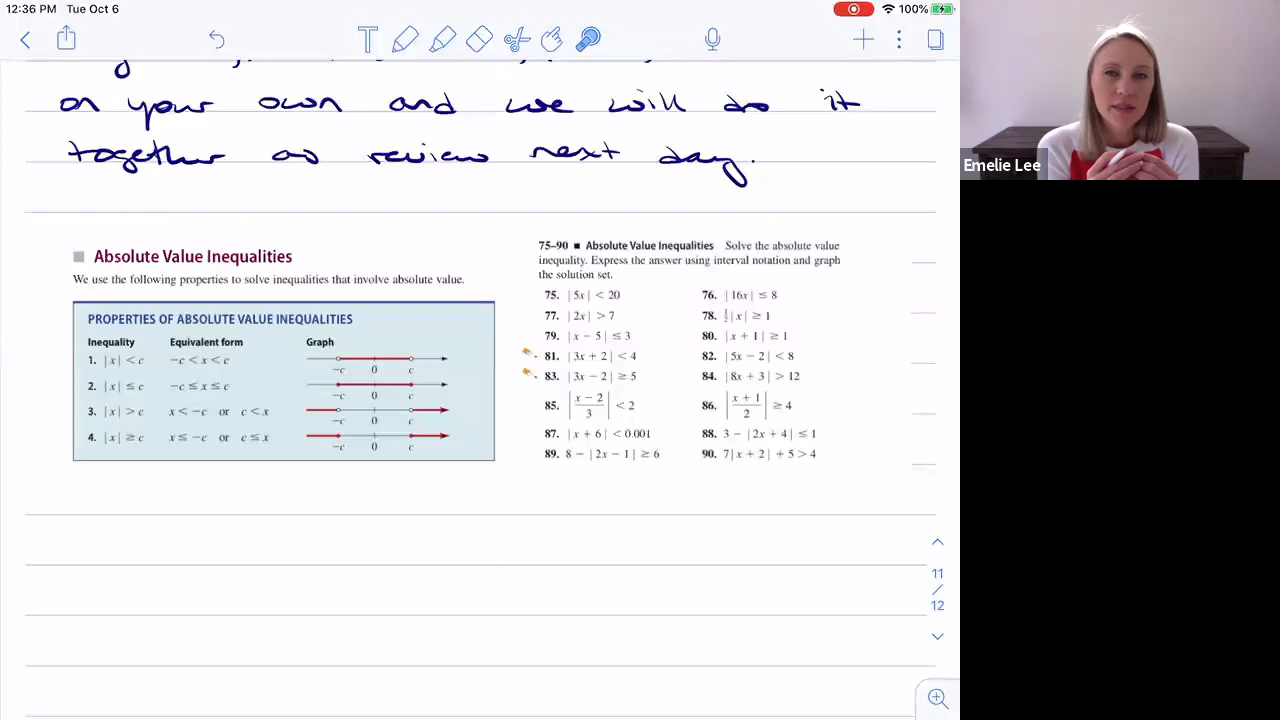 12:36 PM Tue Oct 6
100%
on your own and we will do it
together as review next day.
Absolute Value Inequalities
We use the following properties to solve inequalities that involve absolute value.
PROPERTIES OF ABSOLUTE VALUE INEQUALITIES
Inequality Equivalent form Graph
1. |x| < c −c < x < c
−c 0 c
2. |x| ≤ c −c ≤ x ≤ c
−c 0 c
3. |x| > c x < −c or c < x
−c 0 c
4. |x| ≥ c x ≤ −c or c ≤ x
−c 0 c
75–90 ■ Absolute Value Inequalities Solve the absolute value
inequality. Express the answer using interval notation and graph
the solution set.
75. |5x| < 20 76. |16x| ≤ 8
77. |2x| > 7 78. ½|x| ≥ 1
79. |x − 5| ≤ 3 80. |x + 1| ≥ 1
81. |3x + 2| < 4 82. |5x − 2| < 8
83. |3x − 2| ≥ 5 84. |8x + 3| > 12
85. |(x − 2)/3| < 2 86. |(x + 1)/2| ≥ 4
87. |x + 6| < 0.001 88. 3 − |2x + 4| ≤ 1
89. 8 − |2x − 1| ≥ 6 90. 7|x + 2| + 5 > 4
11
/
12
Emelie Lee